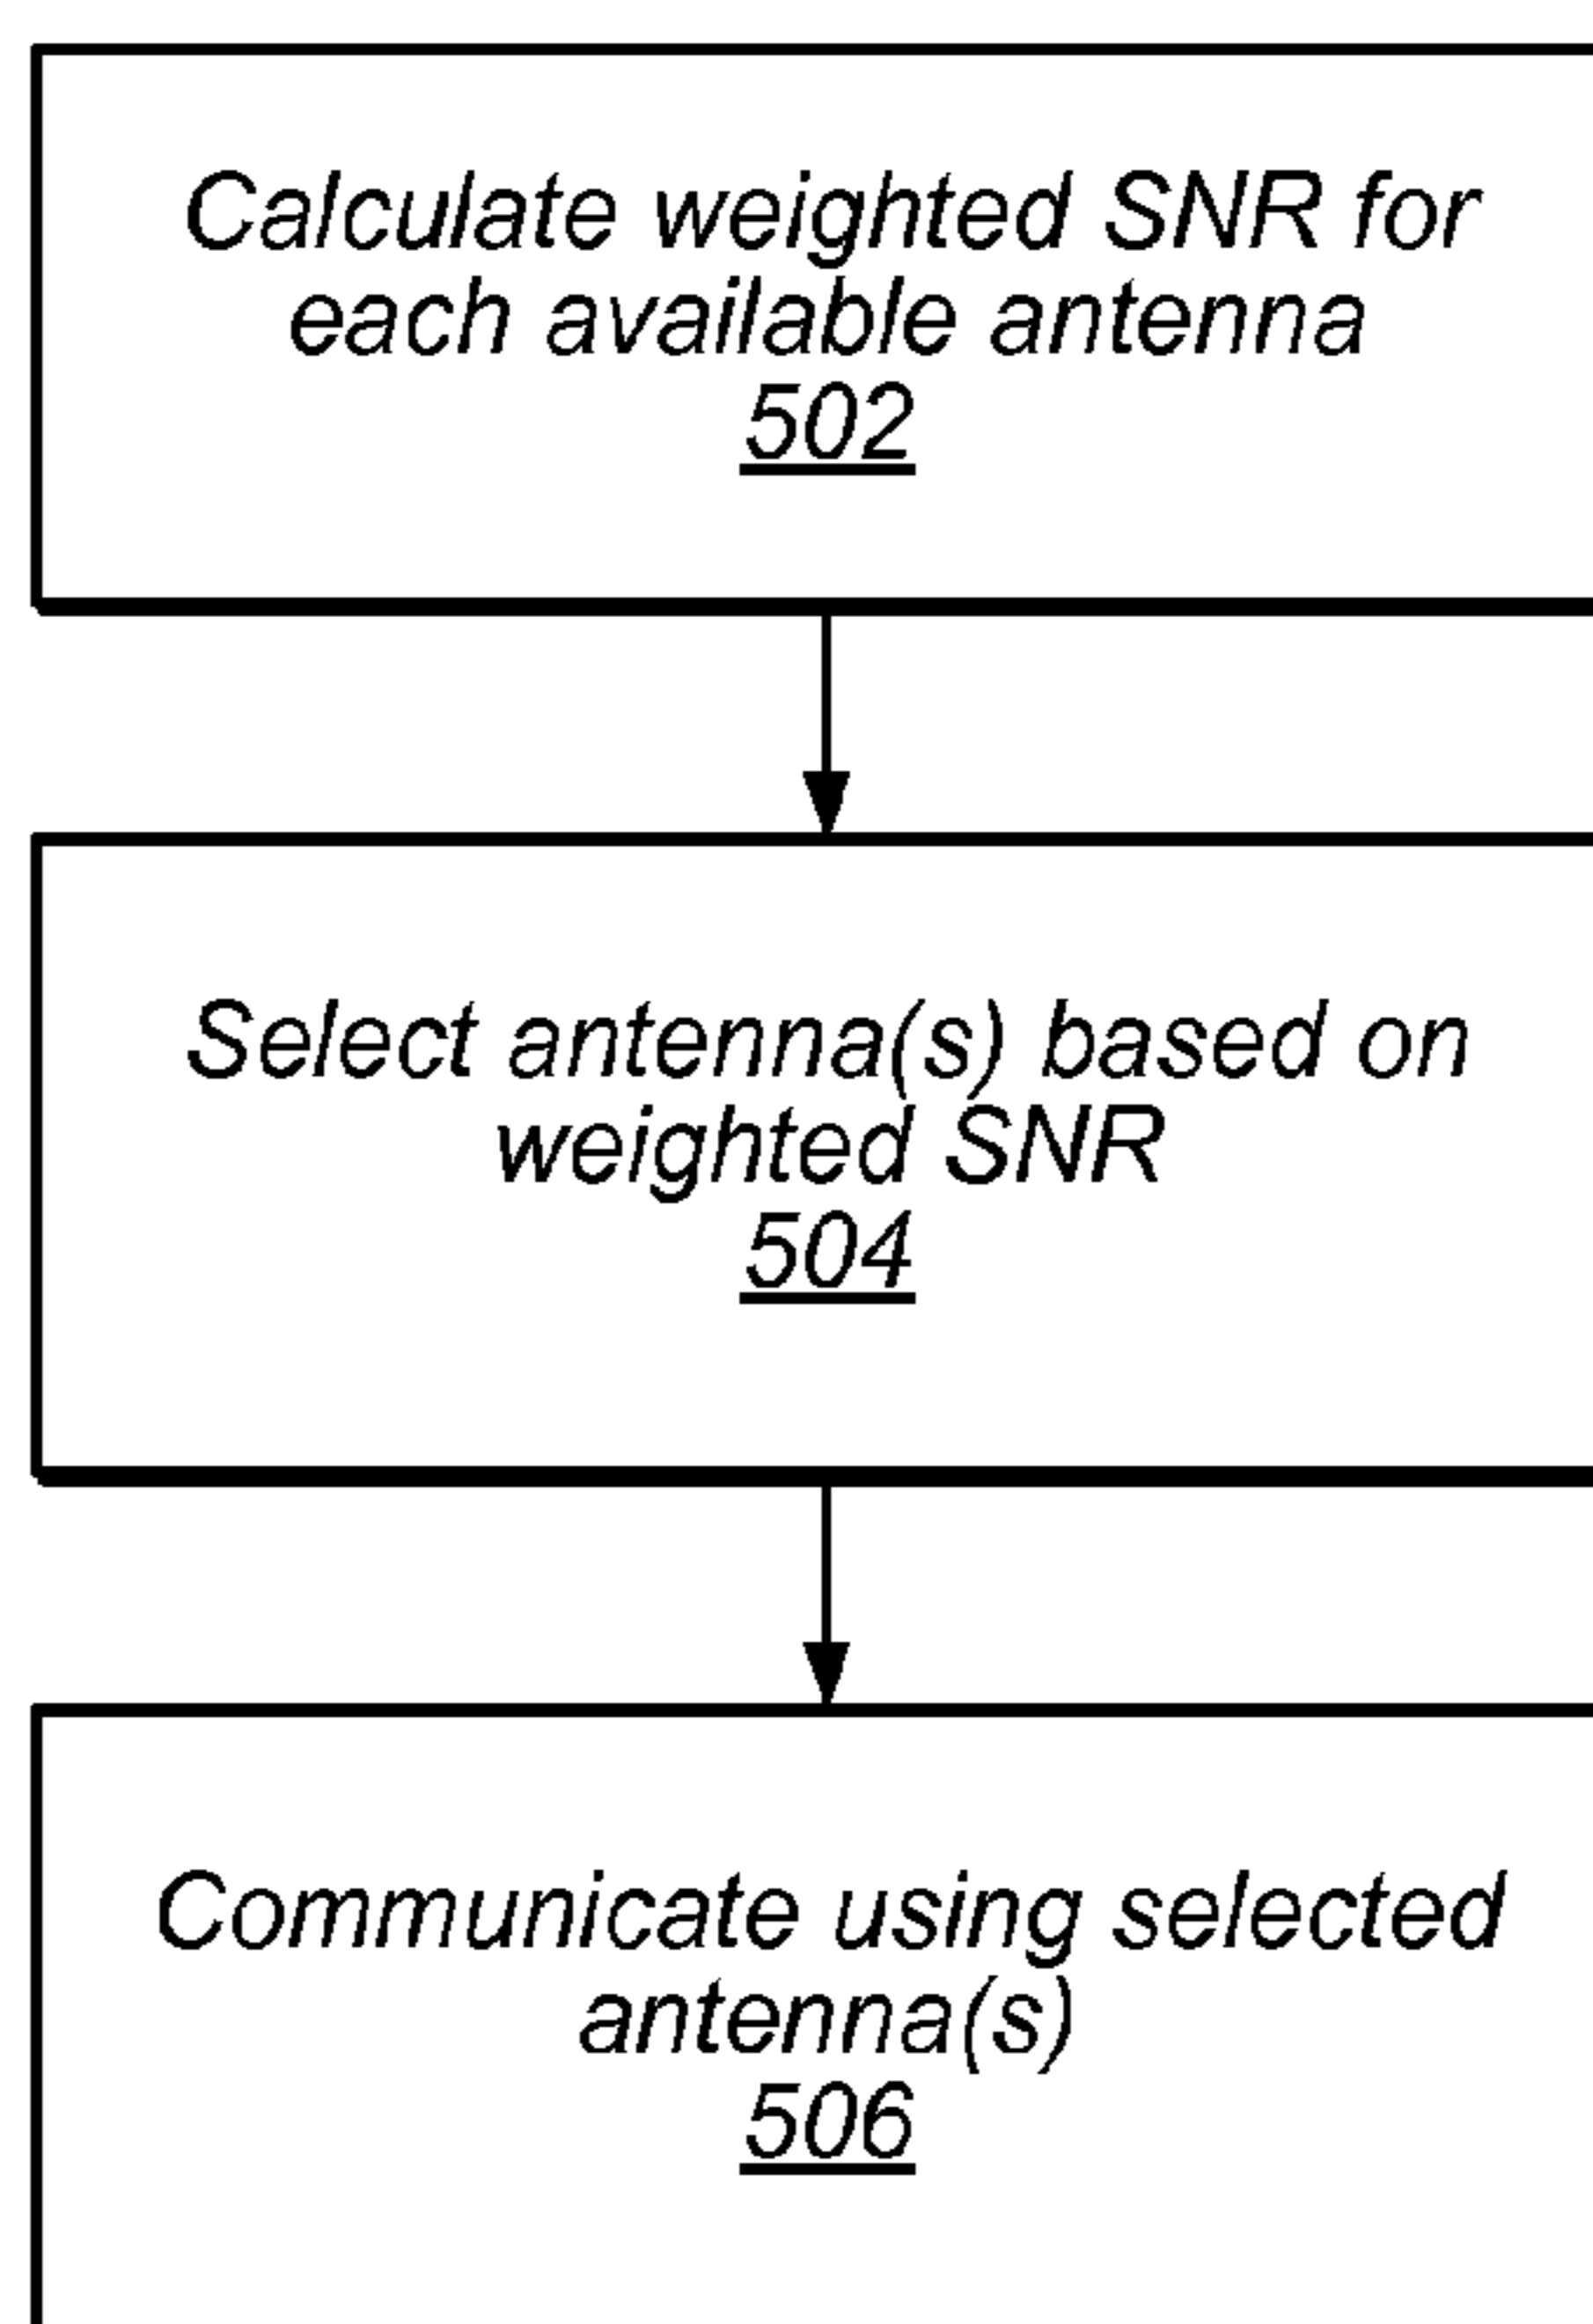 Calculate weighted SNR for
each available antenna
502
Select antenna(s) based on
weighted SNR
504
Communicate using selected
antenna(s)
506